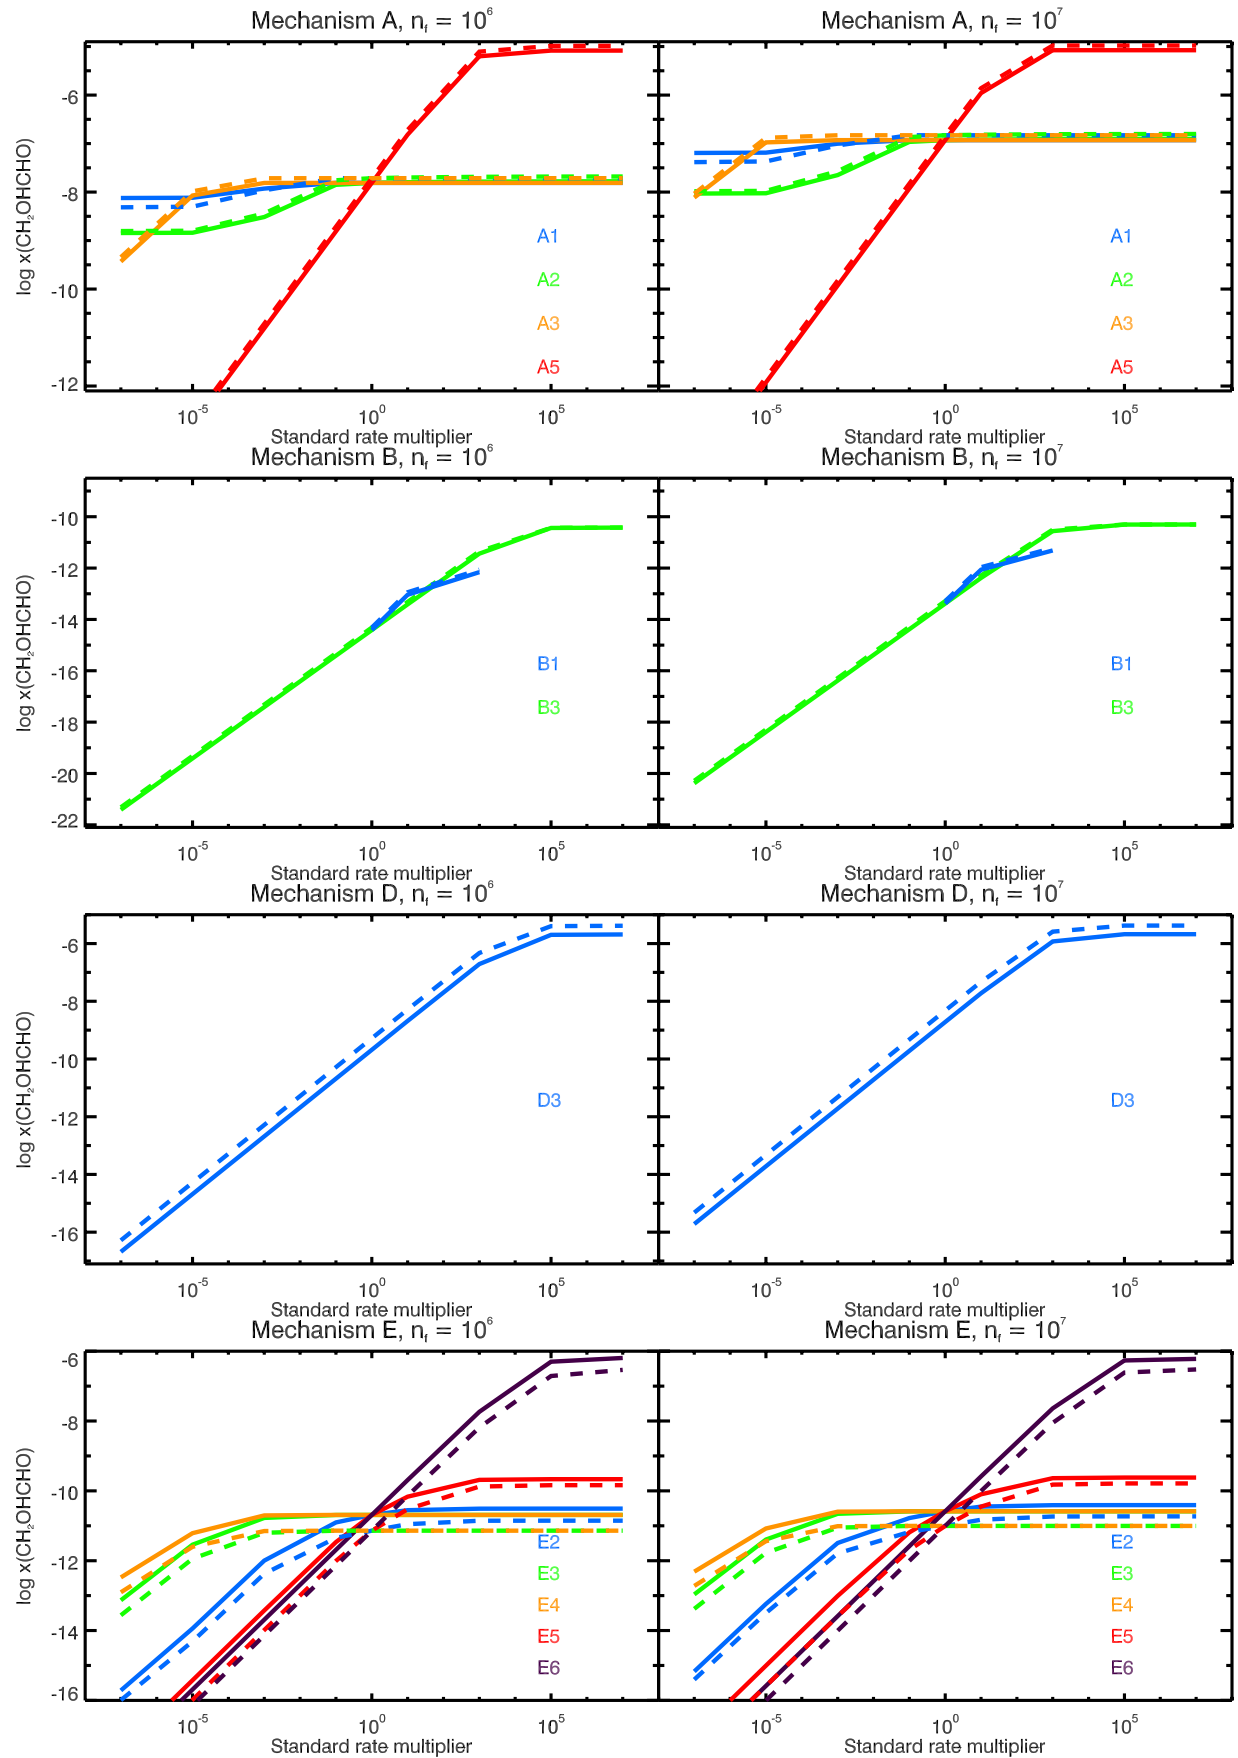 Mechanism A, n_f = 10^6
Mechanism A, n_f = 10^7
log x(CH₂OHCHO)
-6
-8
-10
-12
A1
A2
A3
A5
A1
A2
A3
A5
10^-5 10^0 10^5
10^-5 10^0 10^5
Standard rate multiplier
Standard rate multiplier
Mechanism B, n_f = 10^6
Mechanism B, n_f = 10^7
log x(CH₂OHCHO)
-10
-12
-14
-16
-18
-20
-22
B1
B3
B1
B3
10^-5 10^0 10^5
10^-5 10^0 10^5
Standard rate multiplier
Standard rate multiplier
Mechanism D, n_f = 10^6
Mechanism D, n_f = 10^7
log x(CH₂OHCHO)
-6
-8
-10
-12
-14
-16
D3
D3
10^-5 10^0 10^5
10^-5 10^0 10^5
Standard rate multiplier
Standard rate multiplier
Mechanism E, n_f = 10^6
Mechanism E, n_f = 10^7
log x(CH₂OHCHO)
-6
-8
-10
-12
-14
-16
E2
E3
E4
E5
E6
E2
E3
E4
E5
E6
10^-5 10^0 10^5
10^-5 10^0 10^5
Standard rate multiplier
Standard rate multiplier